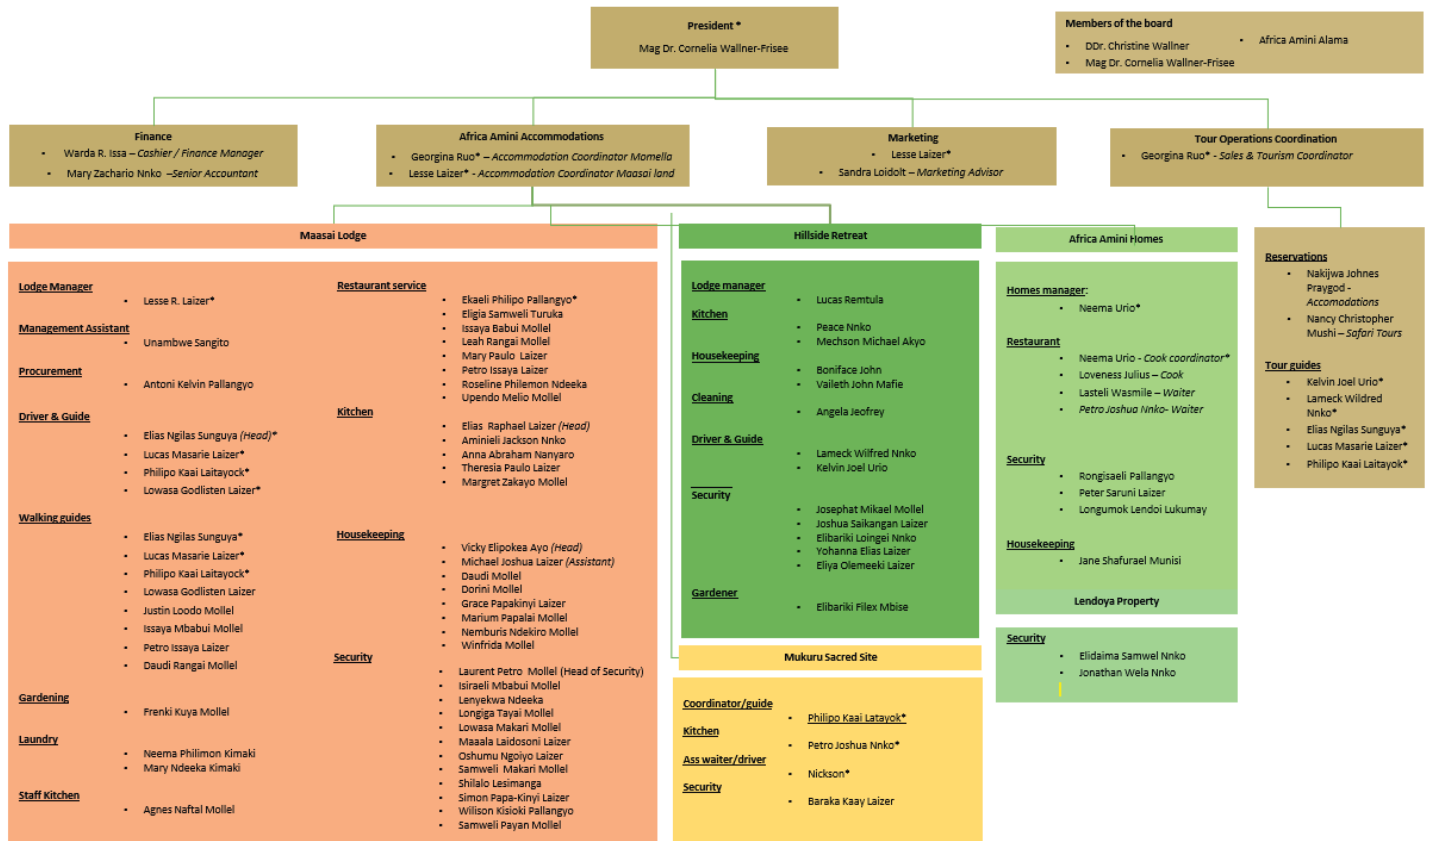 President *
Mag Dr. Cornelia Wallner-Frisee
Members of the board
• DDr. Christine Wallner
• Mag Dr. Cornelia Wallner-Frisee
• Africa Amini Alama
Finance
• Warda R. Issa – Cashier / Finance Manager
• Mary Zachario Nnko –Senior Accountant
Africa Amini Accommodations
• Georgina Ruo* – Accommodation Coordinator Momella
• Lesse Laizer* - Accommodation Coordinator Maasai land
Marketing
• Lesse Laizer*
• Sandra Loidolt – Marketing Advisor
Tour Operations Coordination
• Georgina Ruo* - Sales & Tourism Coordinator
Maasai Lodge
Lodge Manager
• Lesse R. Laizer*
Management Assistant
• Unambwe Sangito
Procurement
• Antoni Kelvin Pallangyo
Driver & Guide
• Elias Ngilas Sunguya (Head)*
• Lucas Masarie Laizer*
• Philipo Kaai Laitayock*
• Lowasa Godlisten Laizer*
Walking guides
• Elias Ngilas Sunguya*
• Lucas Masarie Laizer*
• Philipo Kaai Laitayock*
• Lowasa Godlisten Laizer
• Justin Loodo Mollel
• Issaya Mbabui Mollel
• Petro Issaya Laizer
• Daudi Rangai Mollel
Gardening
• Frenki Kuya Mollel
Laundry
• Neema Philimon Kimaki
• Mary Ndeeka Kimaki
Staff Kitchen
• Agnes Naftal Mollel
Restaurant service
• Ekaeli Philipo Pallangyo*
• Eligia Samweli Turuka
• Issaya Babui Mollel
• Leah Rangai Mollel
• Mary Paulo Laizer
• Petro Issaya Laizer
• Roseline Philemon Ndeeka
• Upendo Melio Mollel
Kitchen
• Elias Raphael Laizer (Head)
• Aminieli Jackson Nnko
• Anna Abraham Nanyaro
• Theresia Paulo Laizer
• Margret Zakayo Mollel
Housekeeping
• Vicky Elipokea Ayo (Head)
• Michael Joshua Laizer (Assistant)
• Daudi Mollel
• Dorini Mollel
• Grace Papakinyi Laizer
• Marium Papalai Mollel
• Nemburis Ndekiro Mollel
• Winfrida Mollel
Security
• Laurent Petro Mollel (Head of Security)
• Isiraeli Mbabui Mollel
• Lenyekwa Ndeeka
• Longiga Tayai Mollel
• Lowasa Makari Mollel
• Maaala Laidosoni Laizer
• Oshumu Ngoiyo Laizer
• Samweli Makari Mollel
• Shilalo Lesimanga
• Simon Papa-Kinyi Laizer
• Wilison Kisioki Pallangyo
• Samweli Payan Mollel
Hillside Retreat
Lodge manager
• Lucas Remtula
Kitchen
• Peace Nnko
• Mechson Michael Akyo
Housekeeping
• Boniface John
• Vaileth John Mafie
Cleaning
• Angela Jeofrey
Driver & Guide
• Lameck Wilfred Nnko
• Kelvin Joel Urio
Security
• Josephat Mikael Mollel
• Joshua Saikangan Laizer
• Elibariki Loingei Nnko
• Yohanna Elias Laizer
• Eliya Olemeeki Laizer
Gardener
• Elibariki Filex Mbise
Mukuru Sacred Site
Coordinator/guide
• Philipo Kaai Latayok*
Kitchen
• Petro Joshua Nnko*
Ass waiter/driver
• Nickson*
Security
• Baraka Kaay Laizer
Africa Amini Homes
Homes manager:
• Neema Urio*
Restaurant
• Neema Urio - Cook coordinator*
• Loveness Julius – Cook
• Lasteli Wasmile – Waiter
• Petro Joshua Nnko- Waiter
Security
• Rongisaeli Pallangyo
• Peter Saruni Laizer
• Longumok Lendoi Lukumay
Housekeeping
• Jane Shafurael Munisi
Lendoya Property
Security
• Elidaima Samwel Nnko
• Jonathan Wela Nnko
Reservations
• Nakijwa Johnes
Praygod -
Accomodations
• Nancy Christopher
Mushi – Safari Tours
Tour guides
• Kelvin Joel Urio*
• Lameck Wildred
Nnko*
• Elias Ngilas Sunguya*
• Lucas Masarie Laizer*
• Philipo Kaai Laitayok*